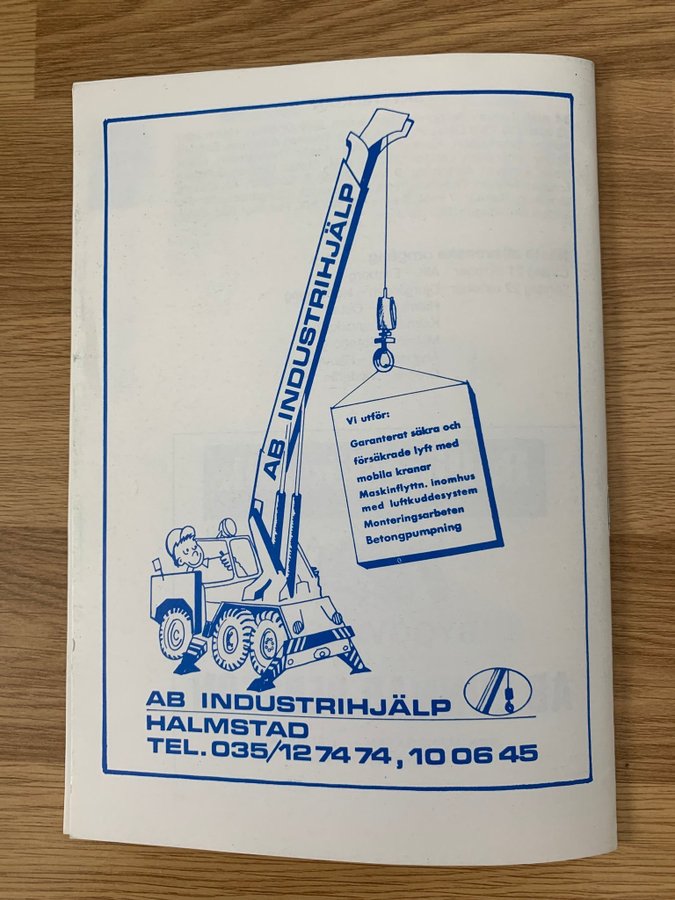 AB INDUSTRIHJÄLP
Vi utför:
Garanterat säkra och
försäkrade lyft med
mobila kranar
Maskinflyttn. inomhus
med luftkuddesystem
Monteringsarbeten
Betongpumpning
AB INDUSTRIHJÄLP
HALMSTAD
TEL. 035/12 74 74, 10 06 45